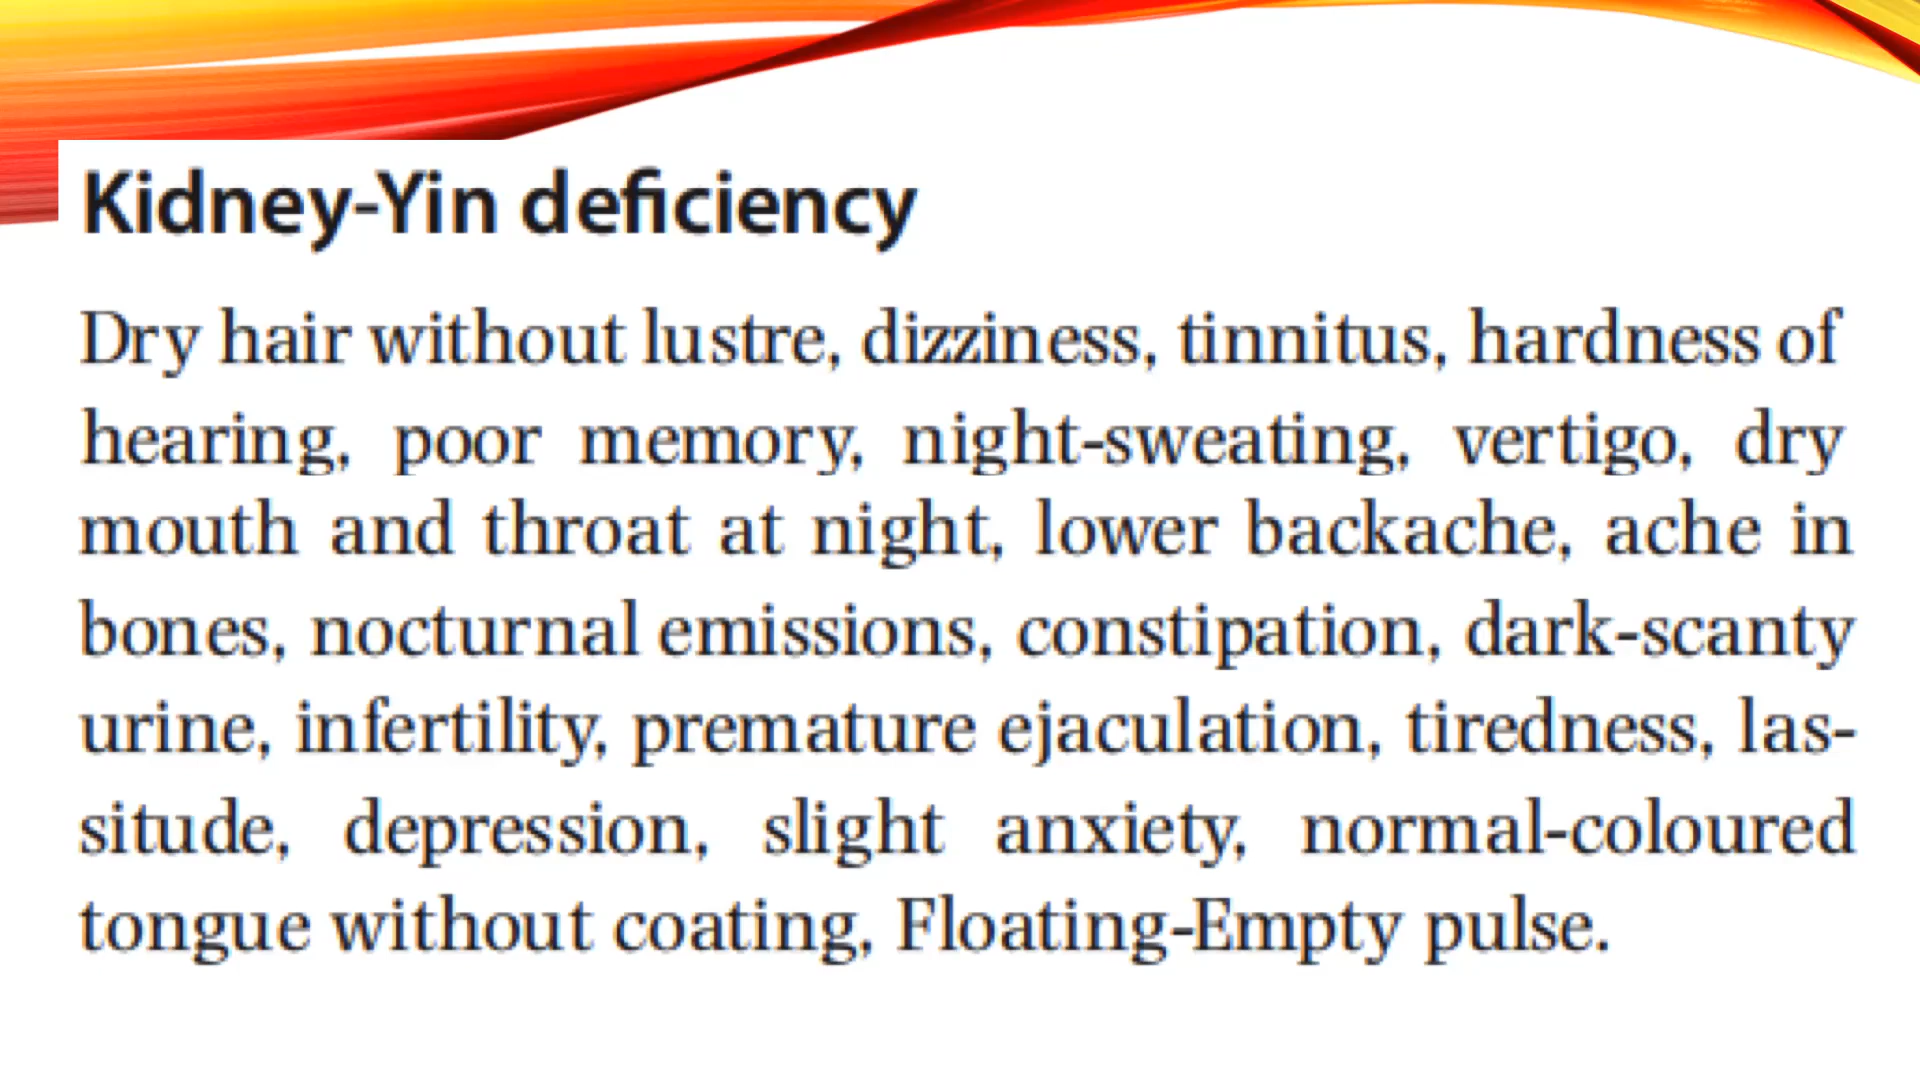 Kidney-Yin deficiency
Dry hair without lustre, dizziness, tinnitus, hardness of
hearing, poor memory, night-sweating, vertigo, dry
mouth and throat at night, lower backache, ache in
bones, nocturnal emissions, constipation, dark-scanty
urine, infertility, premature ejaculation, tiredness, las-
situde, depression, slight anxiety, normal-coloured
tongue without coating, Floating-Empty pulse.